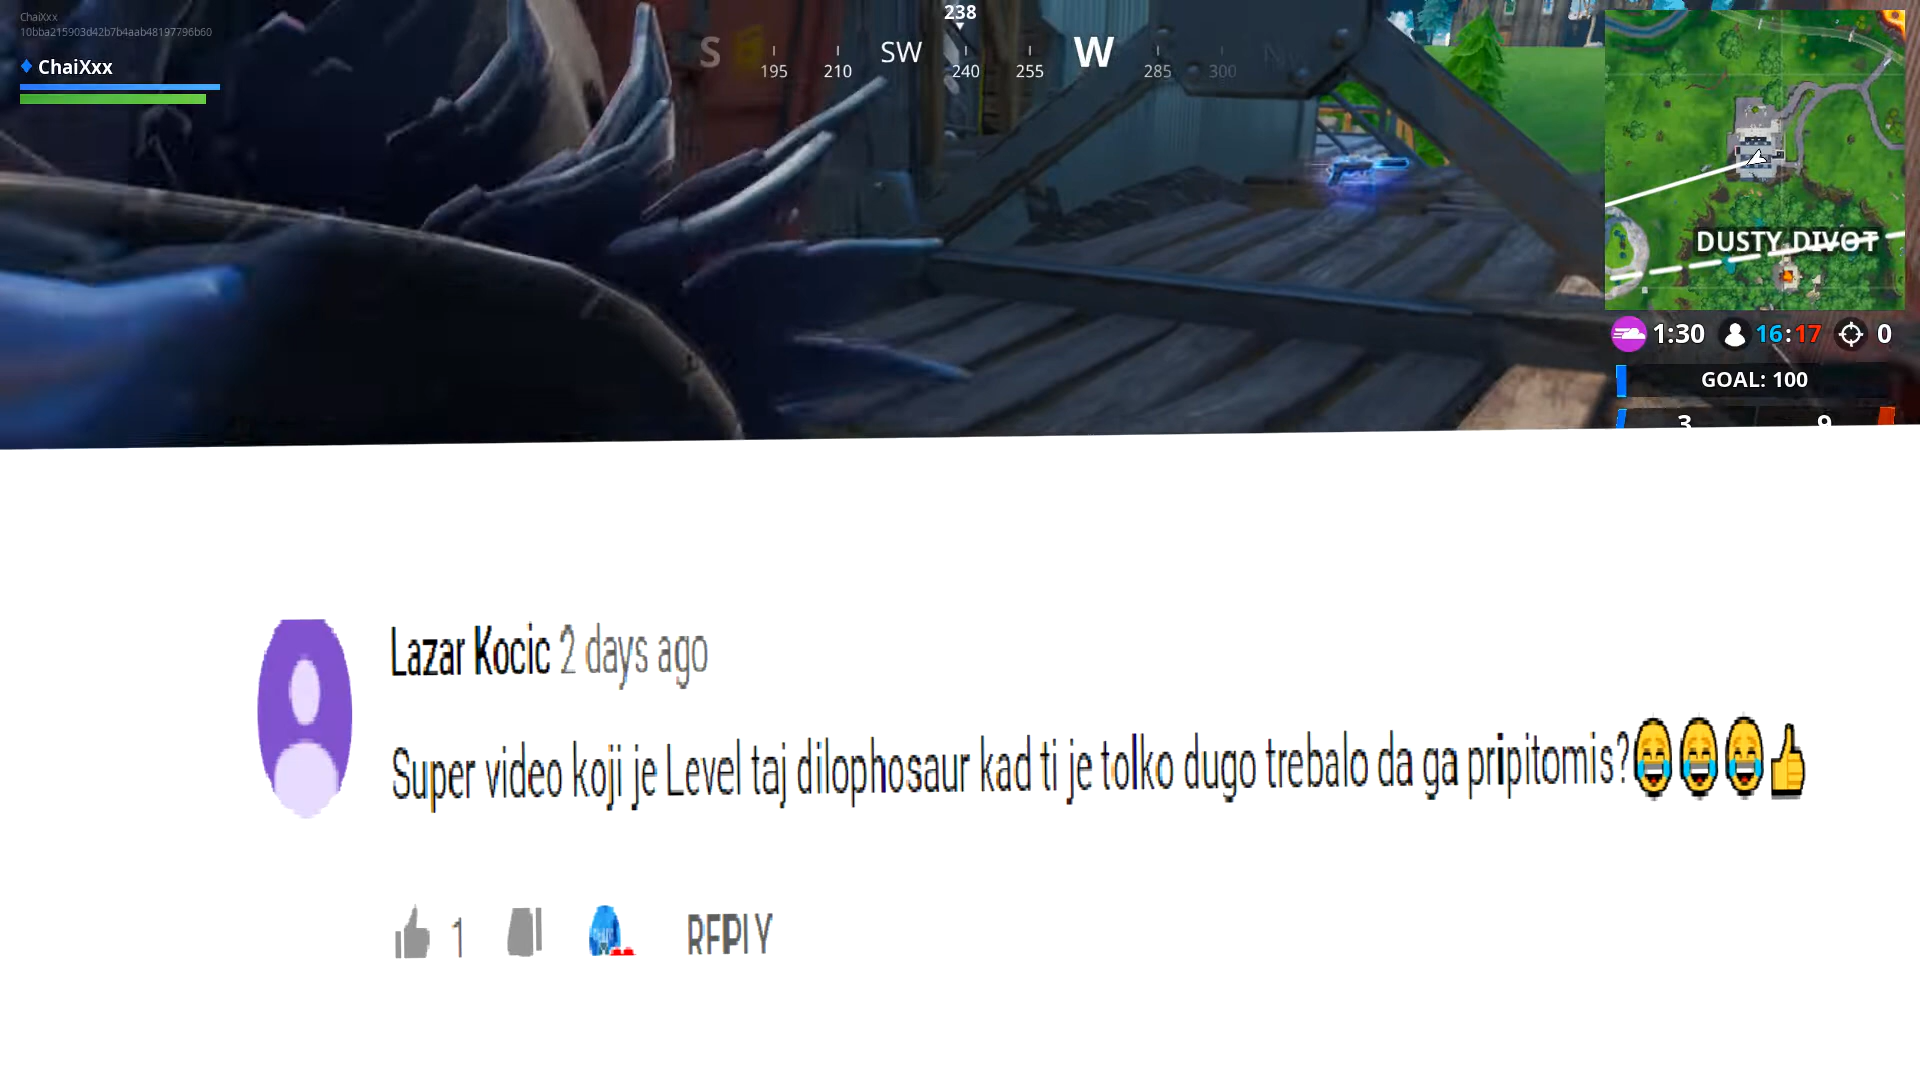 ChaiXxx
10bba215903d42b7b4aab48197796b60
ChaiXxx
238
S 195 210 SW 240 255 W 285 300 NW
DUSTY DIVOT
1:30 16:17 0
GOAL: 100
3 9
Lazar Kocic 2 days ago
Super video koji je Level taj dilophosaur kad ti je tolko dugo trebalo da ga pripitomis?😂😂😂👍
1 REPLY